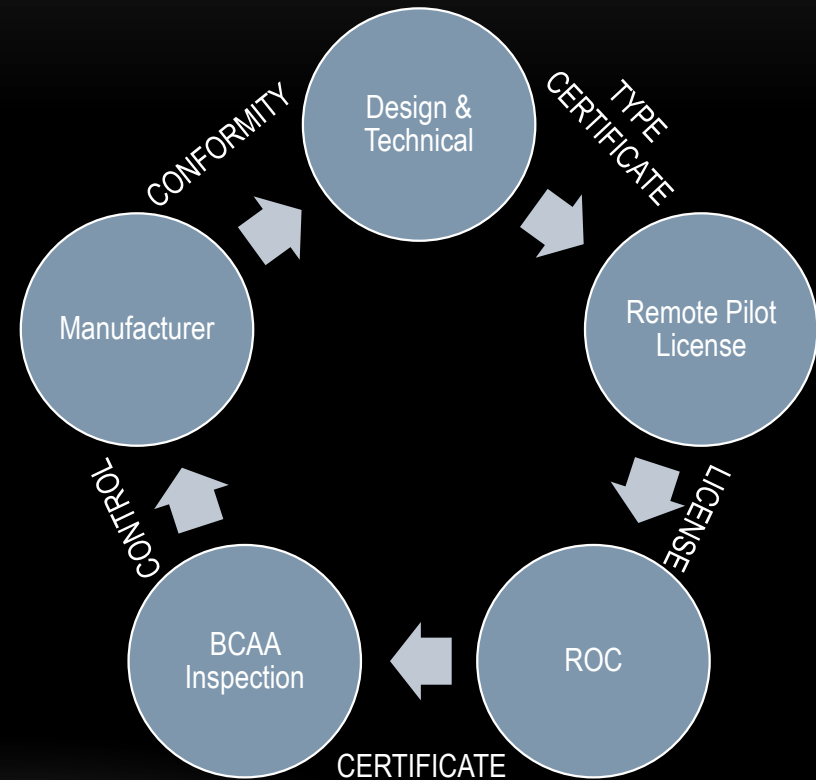 Design &
Technical
TYPE
CERTIFICATE
Remote Pilot
License
LICENSE
ROC
CERTIFICATE
BCAA
Inspection
CONTROL
Manufacturer
CONFORMITY